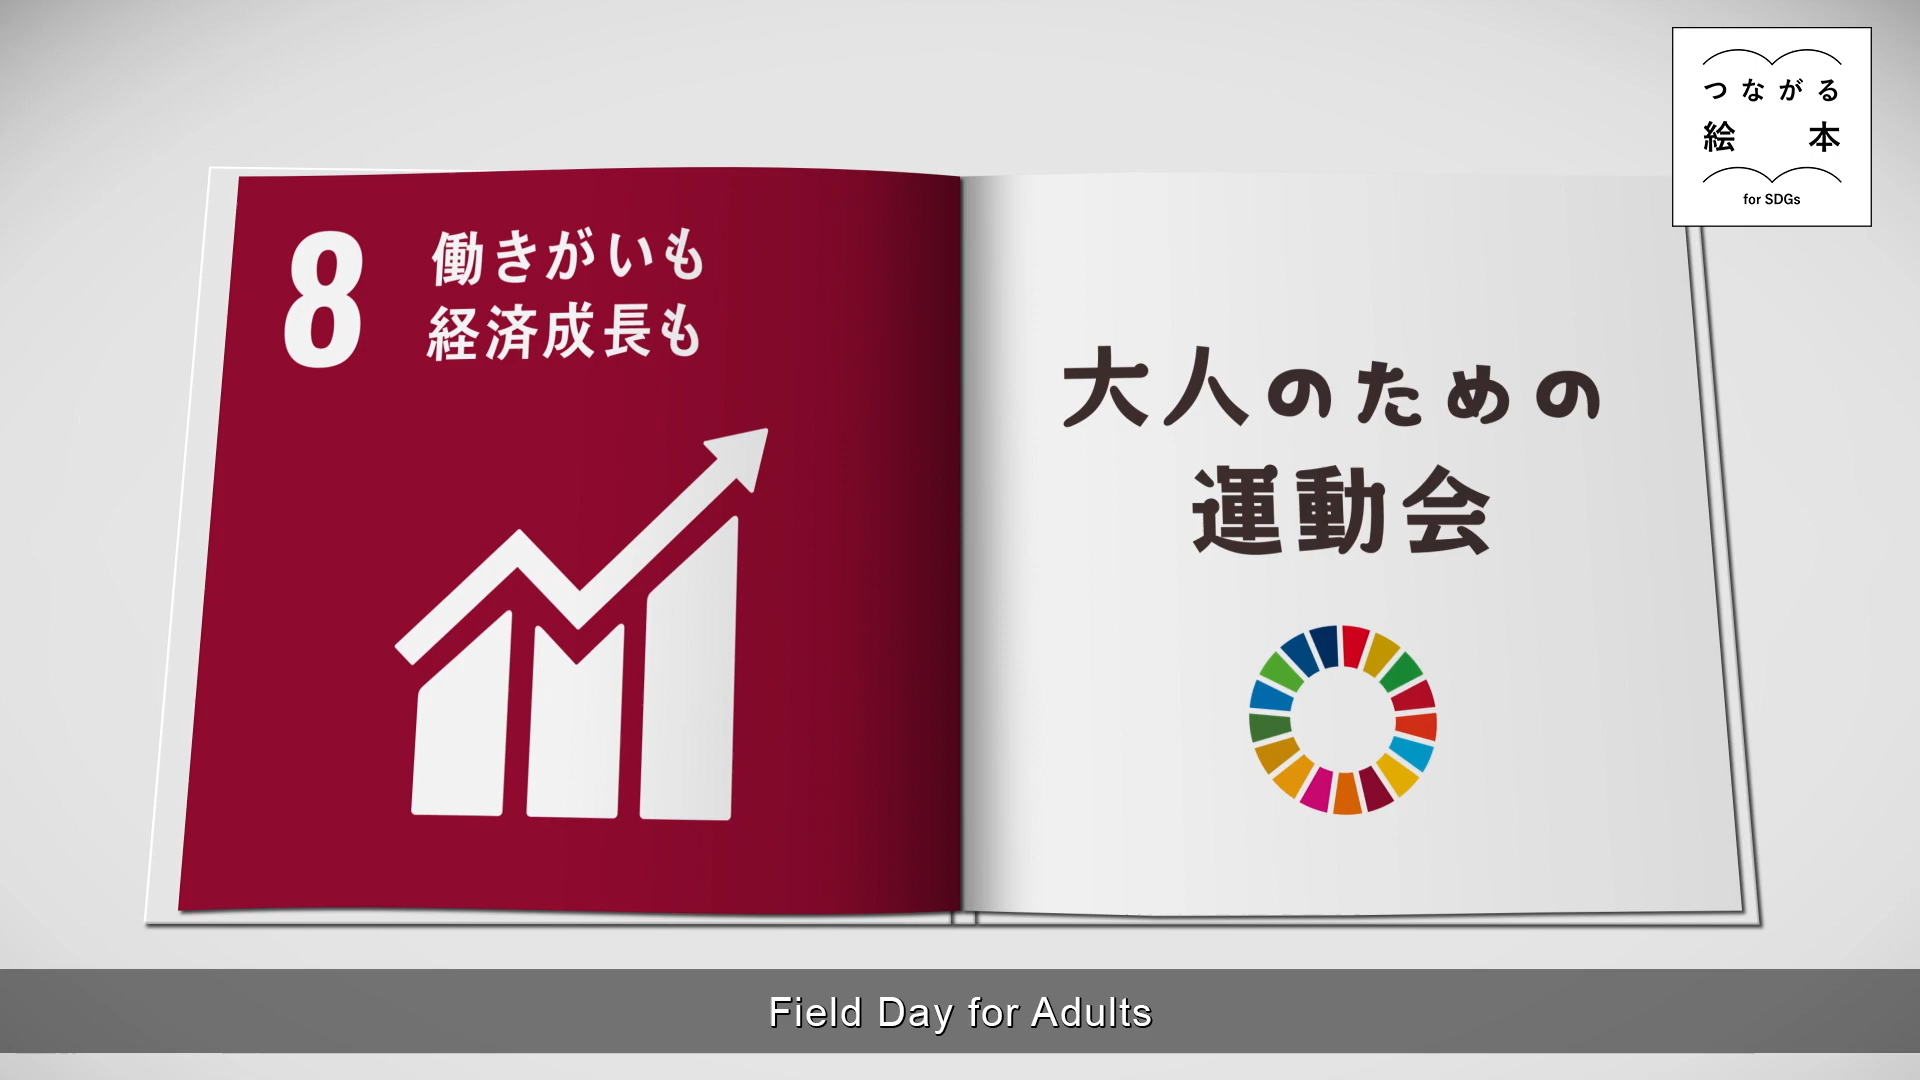 つながる
絵本
for SDGs
8
働きがいも
経済成長も
大人のための
運動会
Field Day for Adults